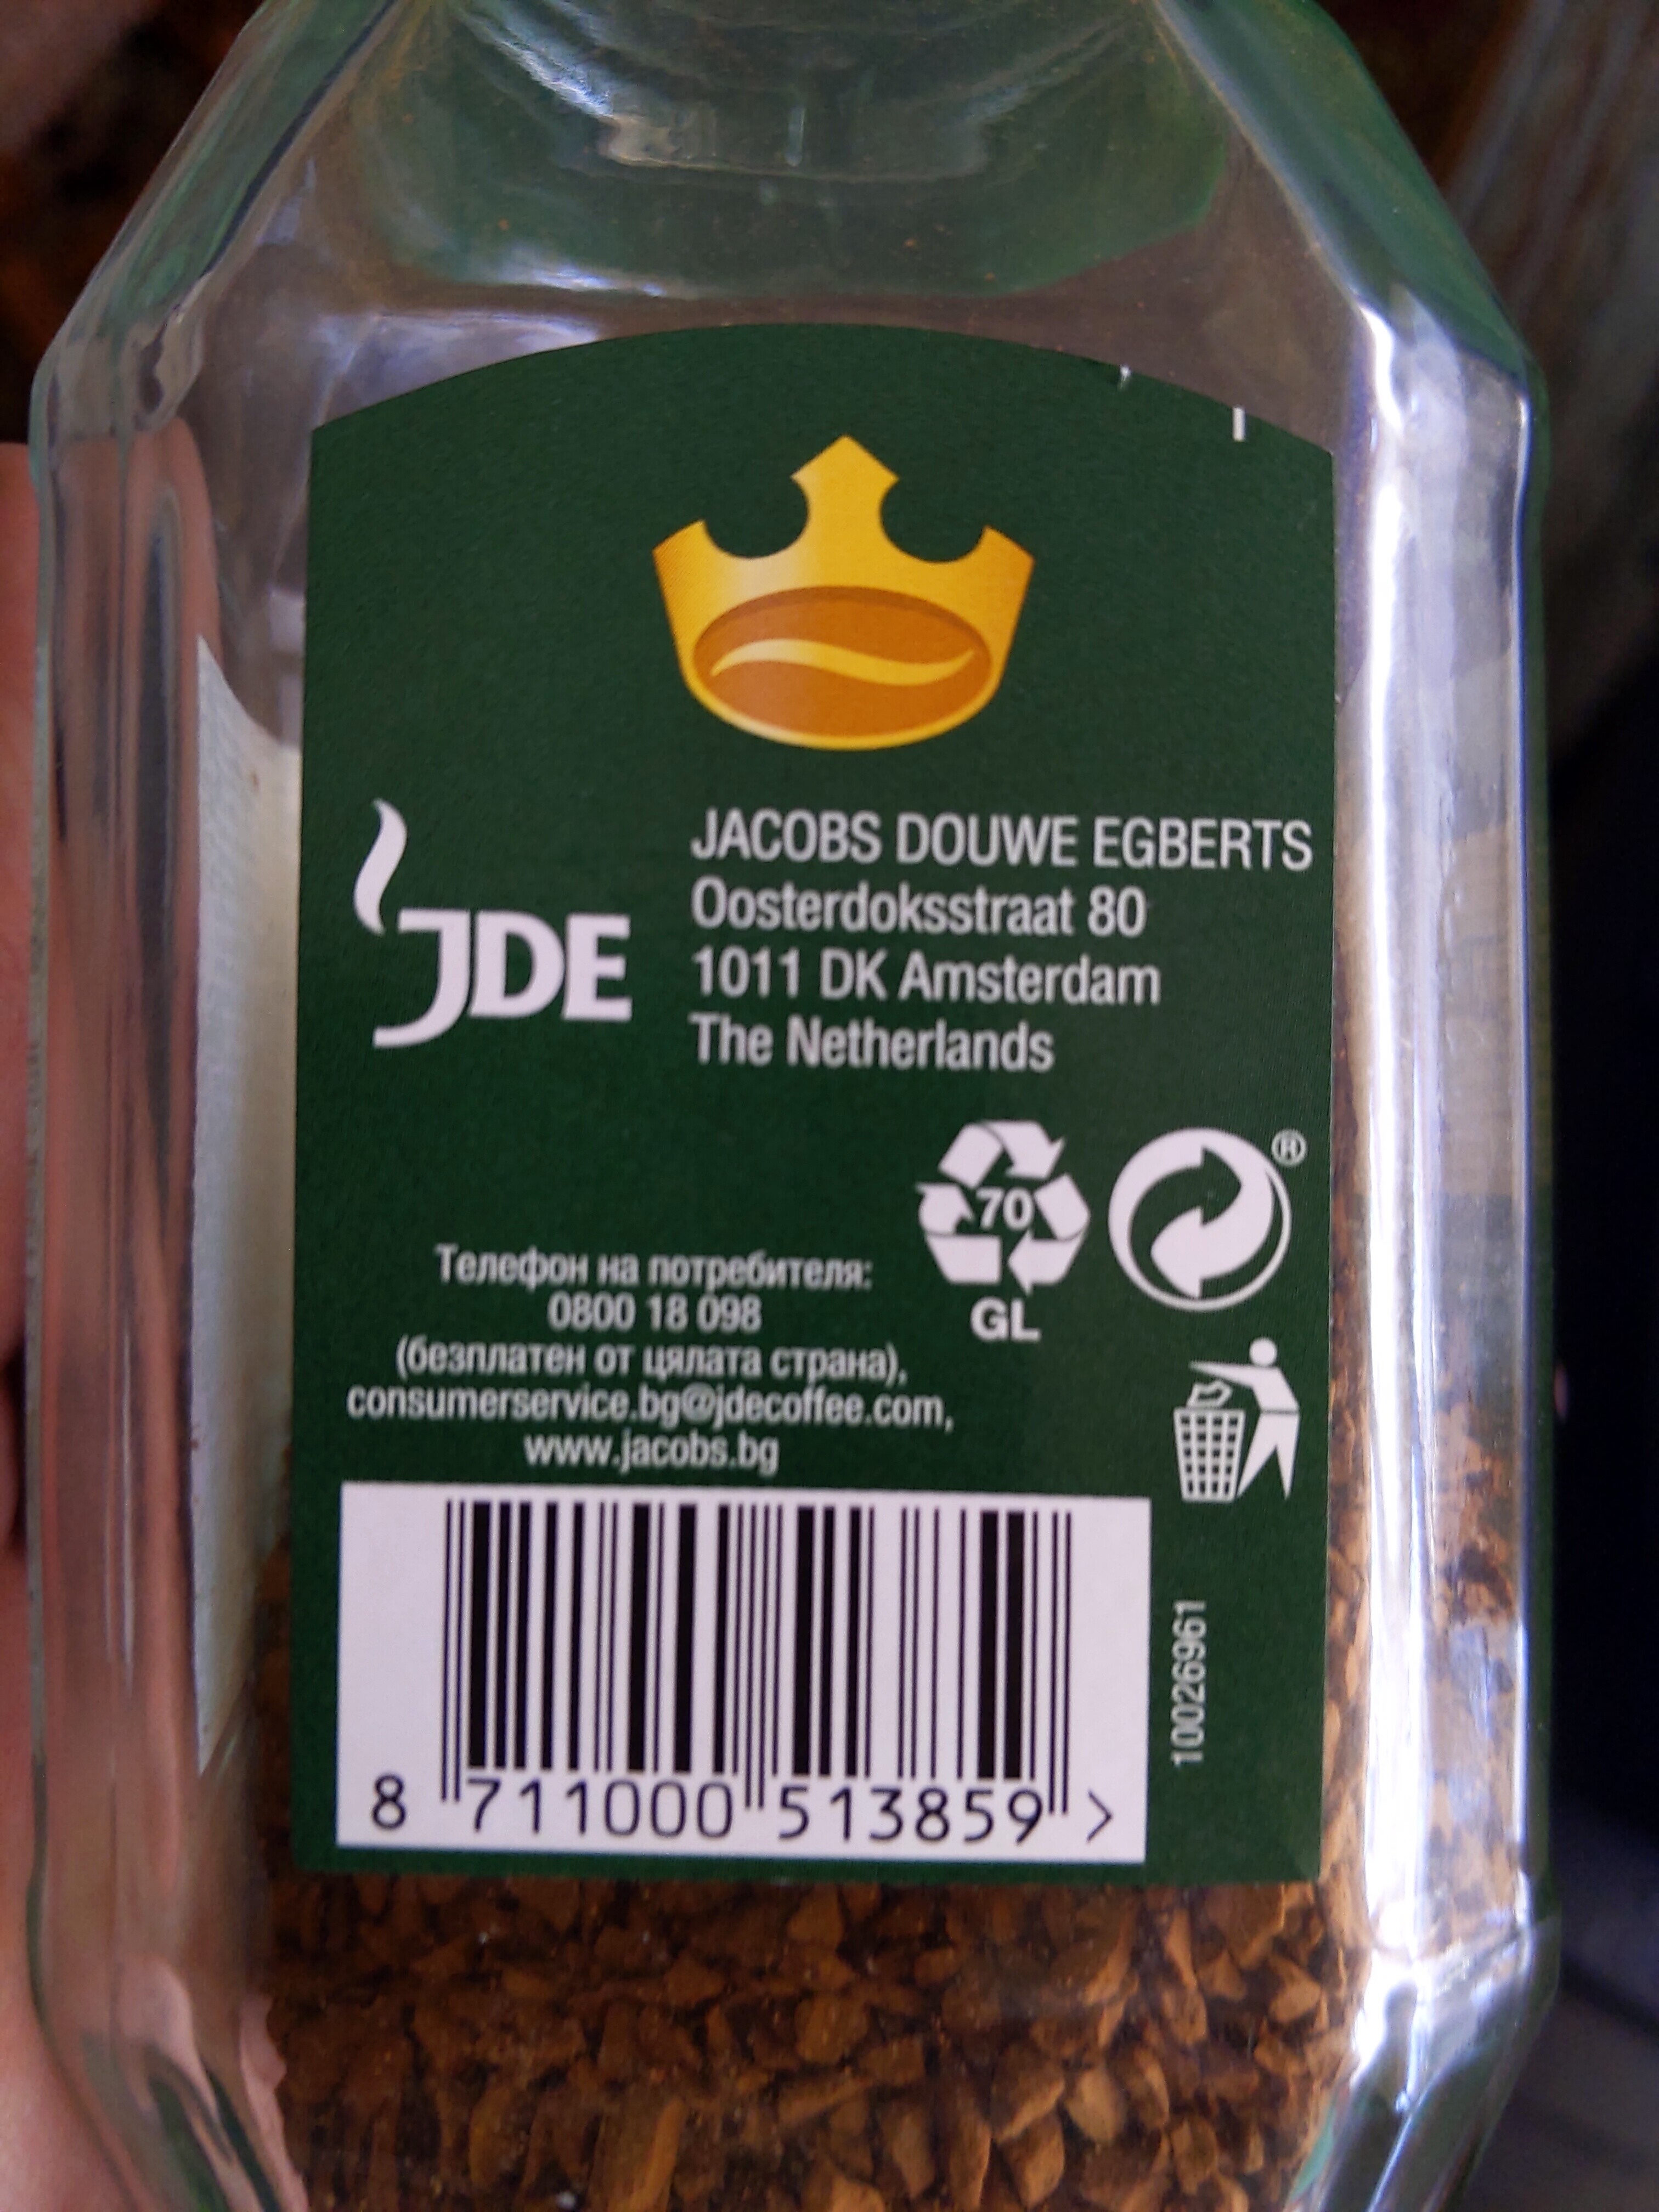 JDE
JACOBS DOUWE EGBERTS
Oosterdoksstraat 80
1011 DK Amsterdam
The Netherlands
70
GL
®
Телефон на потребителя:
0800 18 098
(безплатен от цялата страна),
consumerservice.bg@jdecoffee.com,
www.jacobs.bg
10026961
8 711000 513859 >